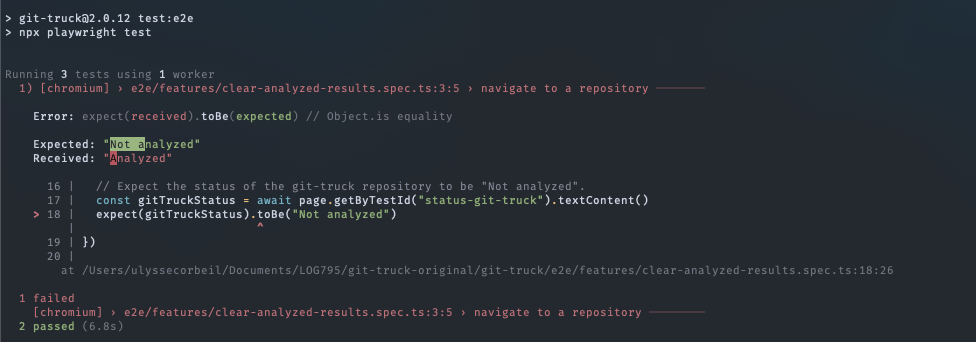 > git-truck@2.0.12 test:e2e
> npx playwright test
Running 3 tests using 1 worker
1) [chromium] › e2e/features/clear-analyzed-results.spec.ts:3:5 › navigate to a repository ────────
Error: expect(received).toBe(expected) // Object.is equality
Expected: "Not analyzed"
Received: "Analyzed"
16 | // Expect the status of the git-truck repository to be "Not analyzed".
17 | const gitTruckStatus = await page.getByTestId("status-git-truck").textContent()
> 18 | expect(gitTruckStatus).toBe("Not analyzed")
| ^
19 | })
20 |
at /Users/ulyssecorbeil/Documents/LOG795/git-truck-original/git-truck/e2e/features/clear-analyzed-results.spec.ts:18:26
1 failed
[chromium] › e2e/features/clear-analyzed-results.spec.ts:3:5 › navigate to a repository ────────
2 passed (6.8s)